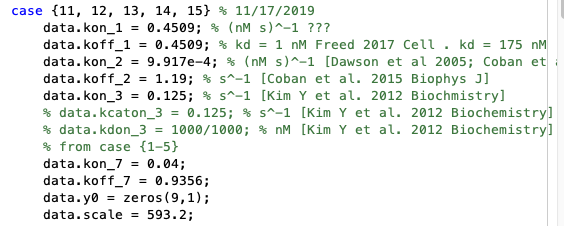 case {11, 12, 13, 14, 15} % 11/17/2019
data.kon_1 = 0.4509; % (nM s)^-1 ???
data.koff_1 = 0.4509; % kd = 1 nM Freed 2017 Cell . kd = 175 nM
data.kon_2 = 9.917e-4; % (nM s)^-1 [Dawson et al 2005; Coban et
data.koff_2 = 1.19; % s^-1 [Coban et al. 2015 Biophys J]
data.kon_3 = 0.125; % s^-1 [Kim Y et al. 2012 Biochmistry]
% data.kcaton_3 = 0.125; % s^-1 [Kim Y et al. 2012 Biochemistry]
% data.kdon_3 = 1000/1000; % nM [Kim Y et al. 2012 Biochemistry]
% from case {1-5}
data.kon_7 = 0.04;
data.koff_7 = 0.9356;
data.y0 = zeros(9,1);
data.scale = 593.2;